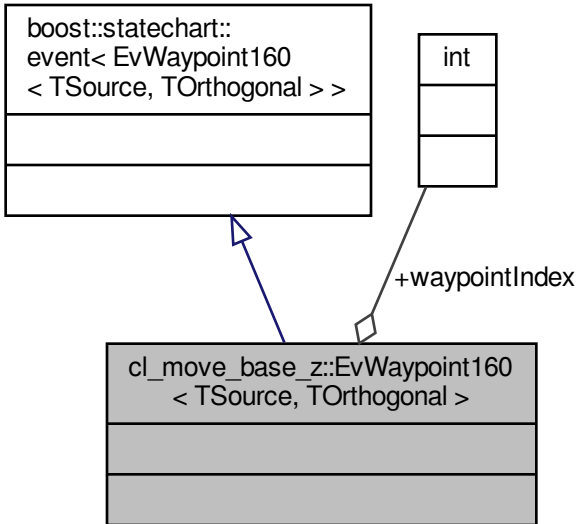 boost::statechart::
event< EvWaypoint160
< TSource, TOrthogonal > >
int
+waypointIndex
cl_move_base_z::EvWaypoint160
< TSource, TOrthogonal >